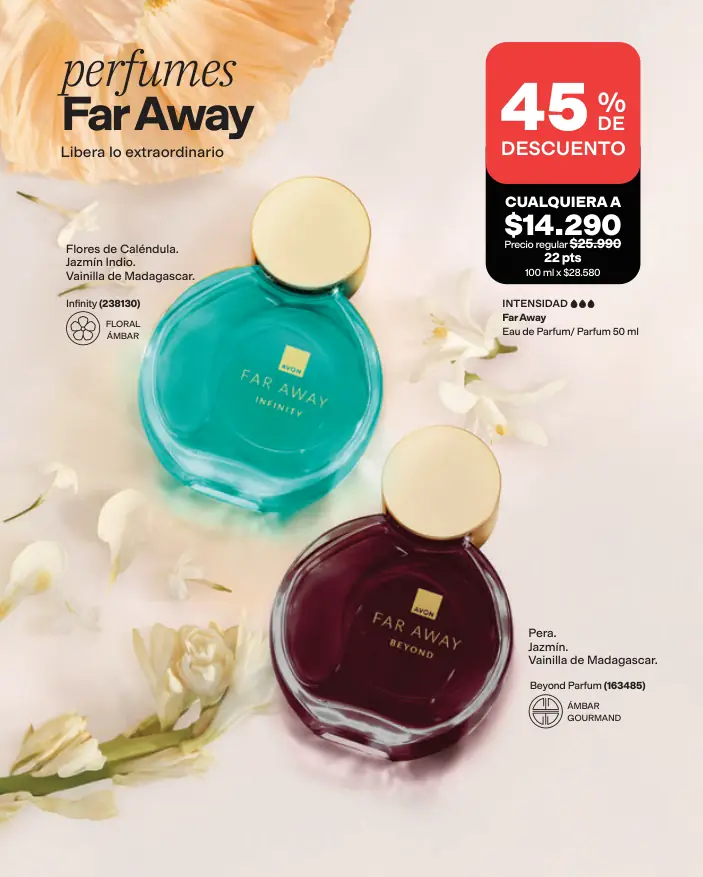 perfumes
Far Away
Libera lo extraordinario
45 % DE
DESCUENTO
CUALQUIERA A
$14.290
Precio regular $25.990
22 pts
100 ml x $28.580
INTENSIDAD
Far Away
Eau de Parfum/ Parfum 50 ml
Flores de Caléndula.
Jazmín Indio.
Vainilla de Madagascar.
Infinity (238130)
FLORAL
ÁMBAR
AVON
FAR AWAY
INFINITY
AVON
FAR AWAY
BEYOND
Pera.
Jazmín.
Vainilla de Madagascar.
Beyond Parfum (163485)
ÁMBAR
GOURMAND